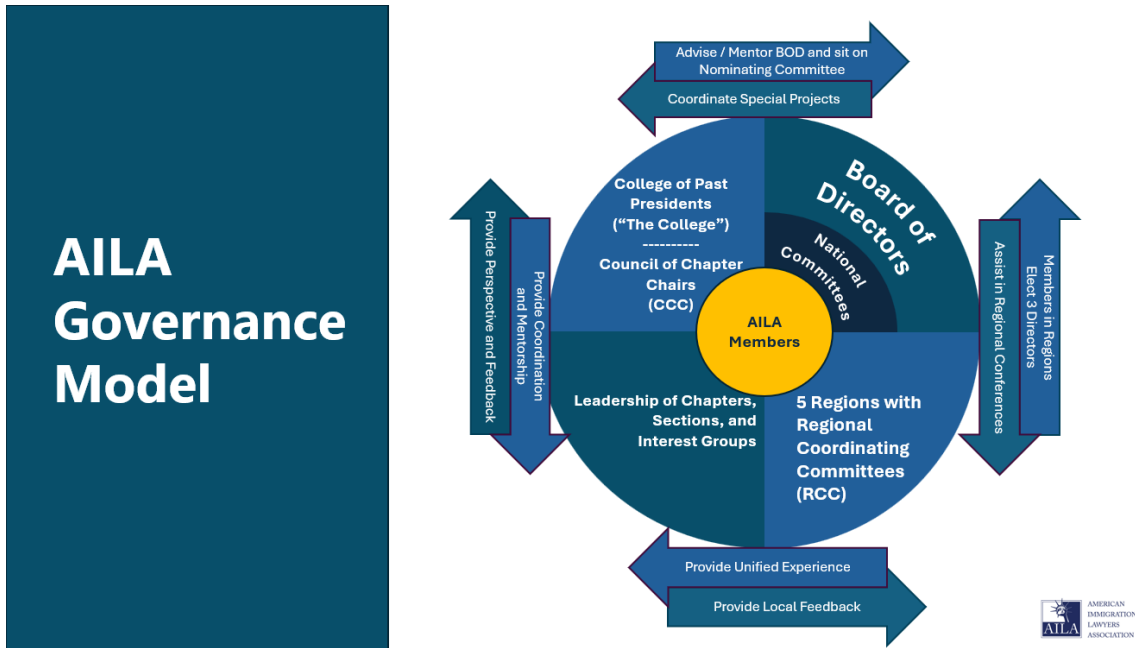 AILA
Governance
Model
Advise / Mentor BOD and sit on
Nominating Committee
Coordinate Special Projects
College of Past
Presidents
(“The College”)
----------
Council of Chapter
Chairs
(CCC)
Board of
Directors
National
Committees
AILA
Members
Leadership of Chapters,
Sections, and
Interest Groups
5 Regions with
Regional
Coordinating
Committees
(RCC)
Provide Perspective and Feedback
Provide Coordination
and Mentorship
Members in Regions
Elect 3 Directors
Assist in Regional Conferences
Provide Unified Experience
Provide Local Feedback
AILA
AMERICAN
IMMIGRATION
LAWYERS
ASSOCIATION